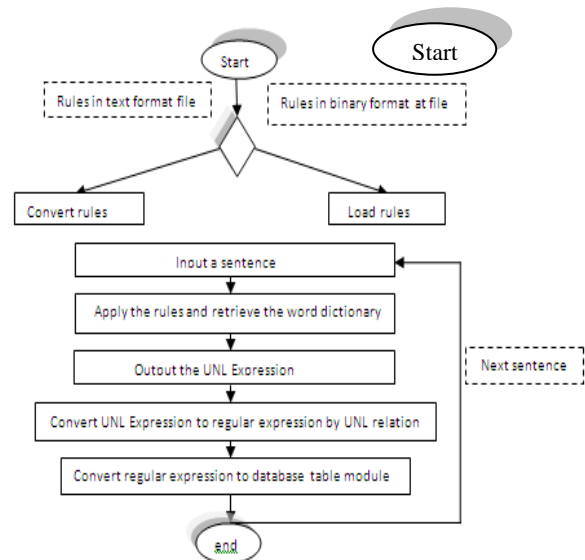 Start
Start
Rules in text format file
Rules in binary format at file
Convert rules
Load rules
Input a sentence
Apply the rules and retrieve the word dictionary
Output the UNL Expression
Next sentence
Convert UNL Expression to regular expression by UNL relation
Convert regular expression to database table module
end